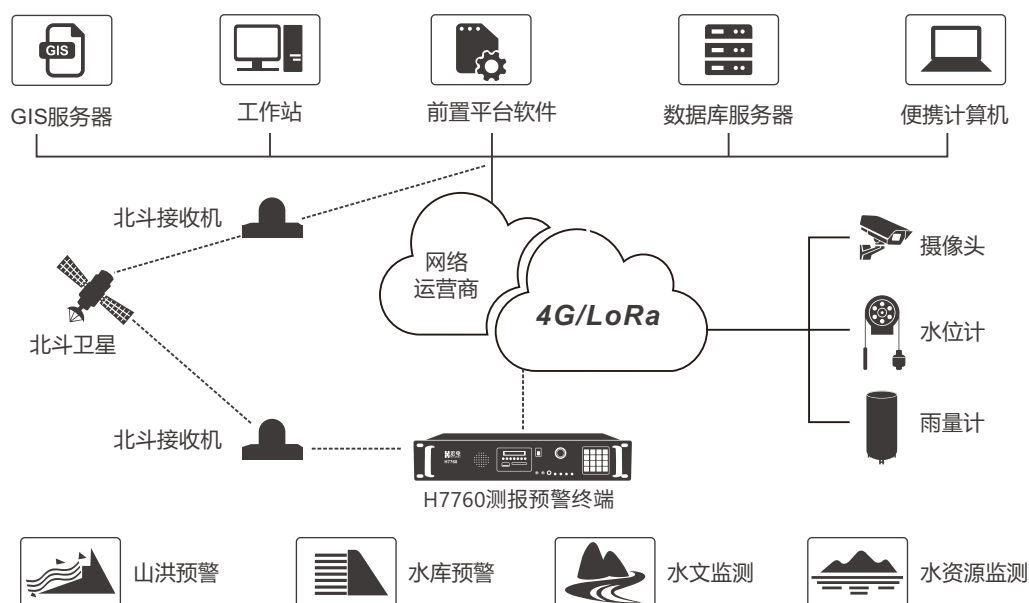 GIS
GIS服务器
工作站
前置平台软件
数据库服务器
便携计算机
北斗接收机
网络
运营商
4G/LoRa
摄像头
北斗卫星
水位计
北斗接收机
雨量计
宏电
H7760
H7760测报预警终端
山洪预警
水库预警
水文监测
水资源监测